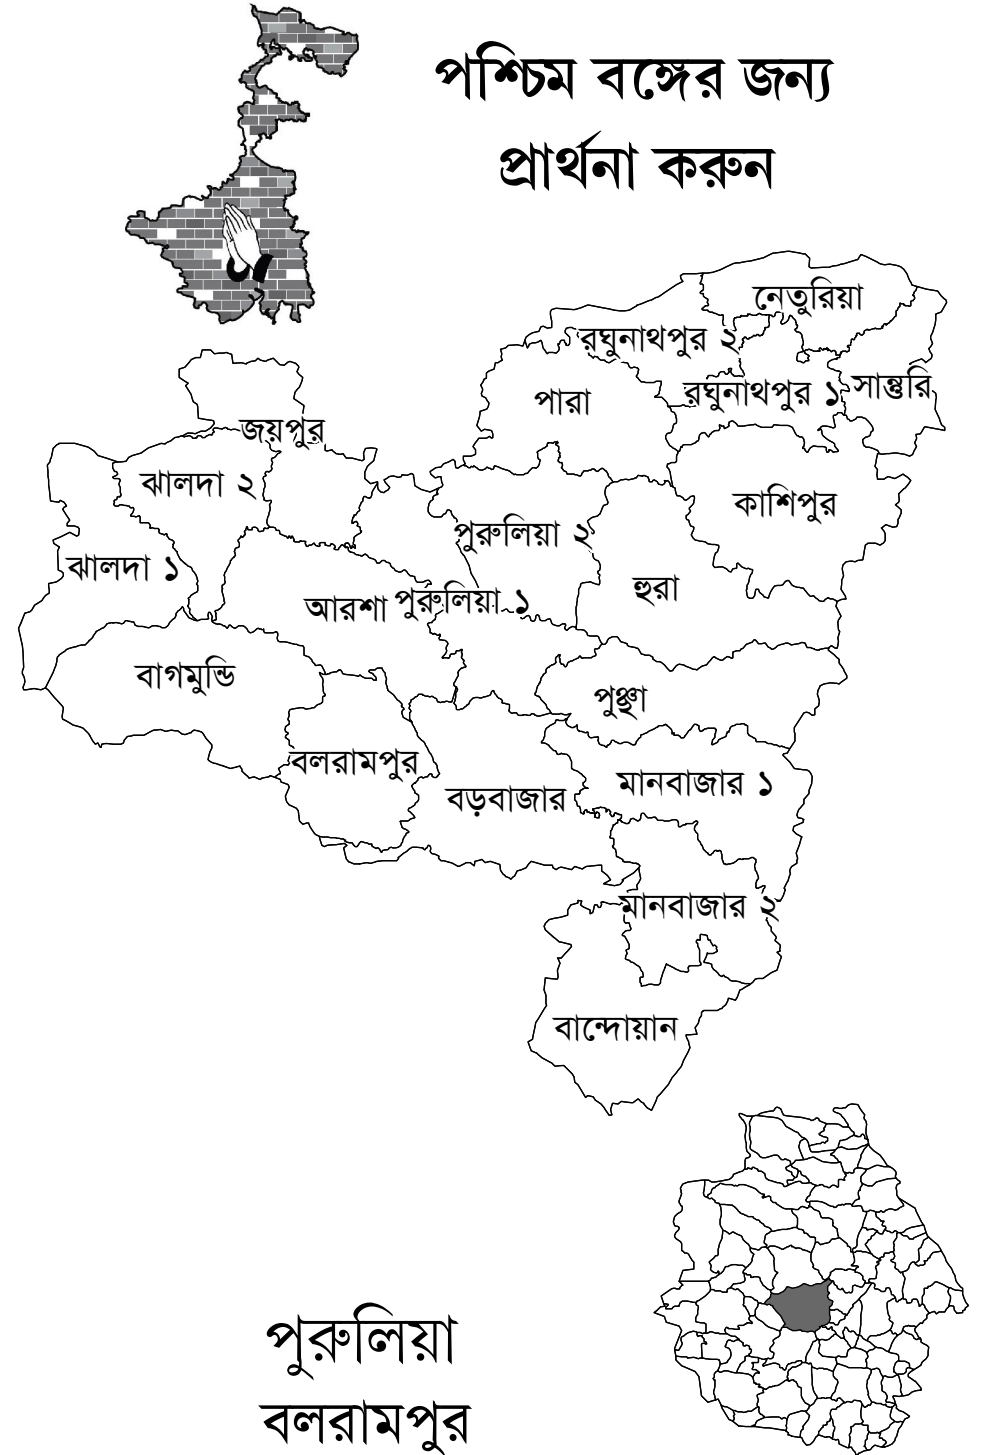 পশ্চিম বঙ্গের জন্য
প্রার্থনা করুন
নেতুরিয়া
রঘুনাথপুর ২
রঘুনাথপুর ১
সান্তুরি
পারা
জয়পুর
ঝালদা ২
কাশিপুর
পুরুলিয়া ২
ঝালদা ১
হুরা
আরশা
পুরুলিয়া ১
বাগমুন্ডি
পুঞ্ছা
বলরামপুর
মানবাজার ১
বড়বাজার
মানবাজার ২
বান্দোয়ান
পুরুলিয়া
বলরামপুর